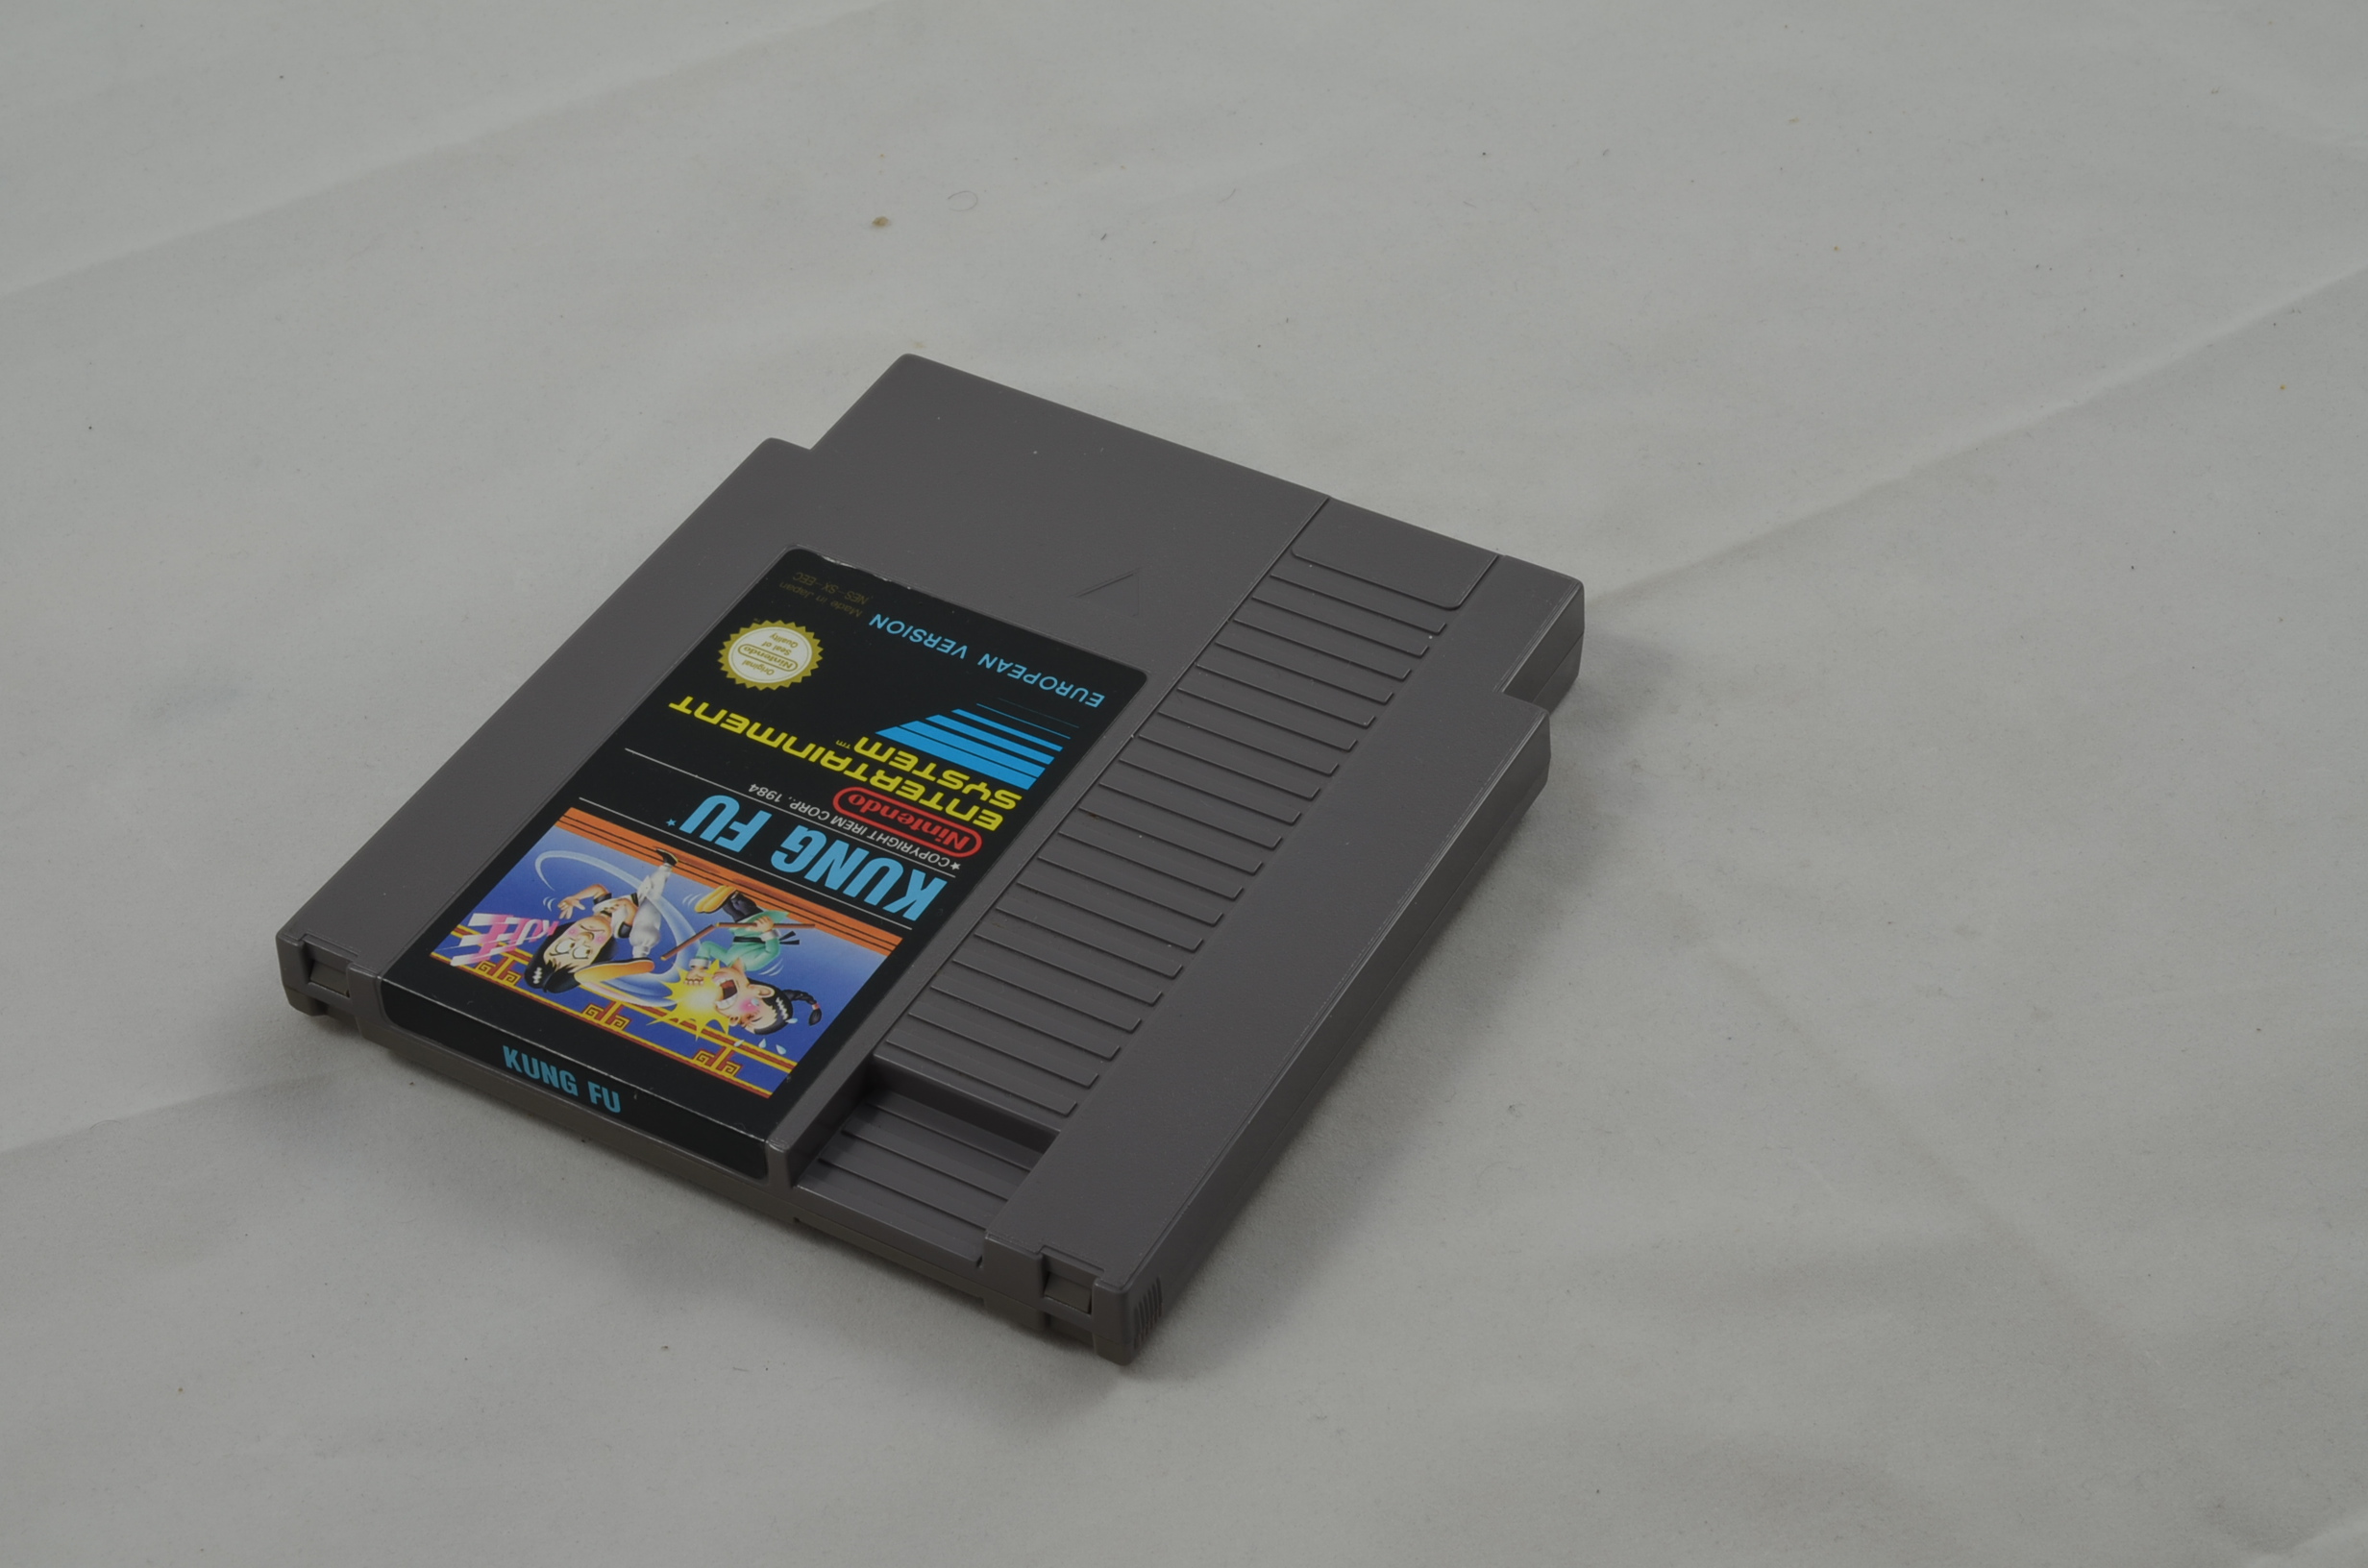 KUNG FU
KUNG FU*
*COPYRIGHT IREM CORP. 1984
Nintendo
ENTERTAINMENT
SYSTEM™
EUROPEAN VERSION
Original
Nintendo
Seal of
Quality
Made in Japan
NES-SX-EEC